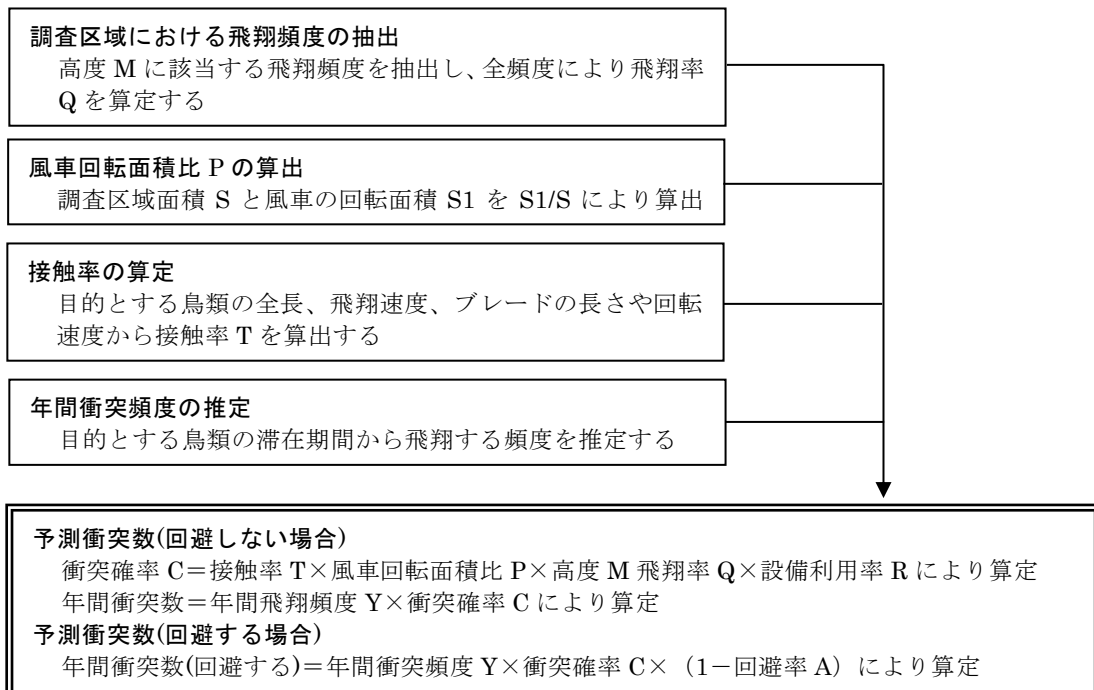 調査区域における飛翔頻度の抽出
高度 M に該当する飛翔頻度を抽出し、全頻度により飛翔率
Q を算定する
風車回転面積比 P の算出
調査区域面積 S と風車の回転面積 S1 を S1/S により算出
接触率の算定
目的とする鳥類の全長、飛翔速度、ブレードの長さや回転
速度から接触率 T を算出する
年間衝突頻度の推定
目的とする鳥類の滞在期間から飛翔する頻度を推定する
予測衝突数(回避しない場合)
衝突確率 C＝接触率 T×風車回転面積比 P×高度 M 飛翔率 Q×設備利用率 R により算定
年間衝突数＝年間飛翔頻度 Y×衝突確率 C により算定
予測衝突数(回避する場合)
年間衝突数(回避する)＝年間衝突頻度 Y×衝突確率 C×（1－回避率 A）により算定